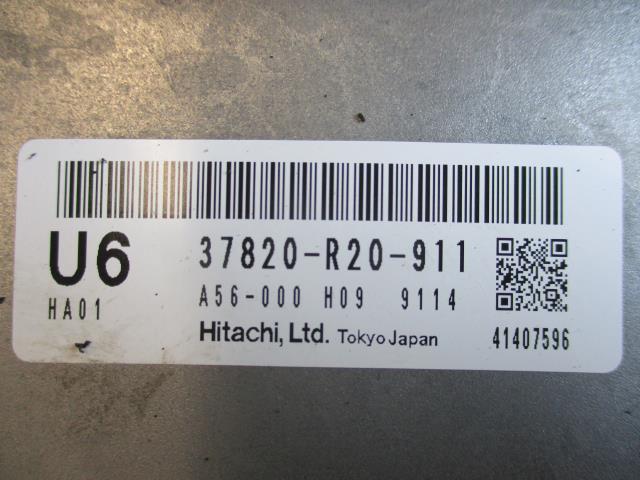 U6 37820-R20-911
HA01 A56-000 H09 9114
Hitachi, Ltd. Tokyo Japan 41407596